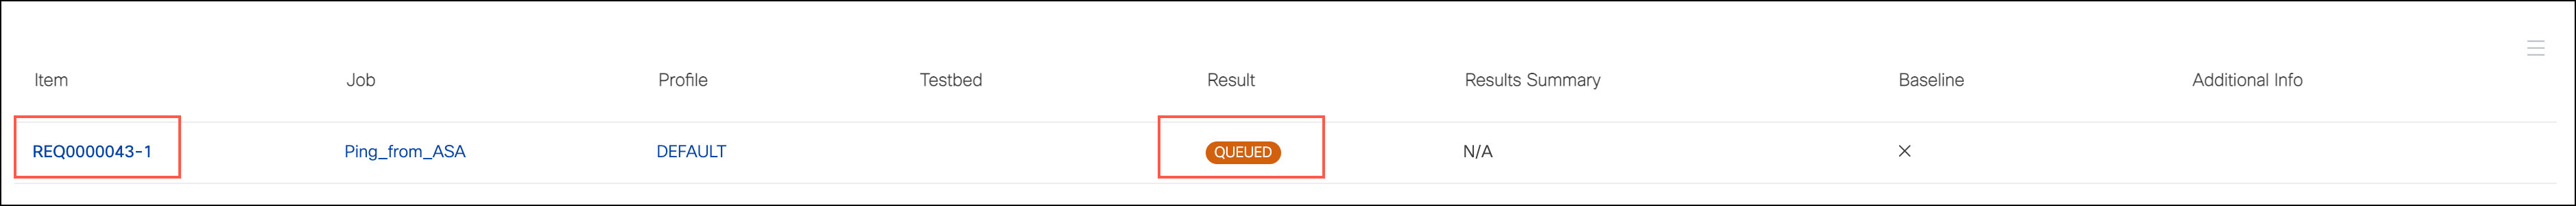 Item Job Profile Testbed Result Results Summary Baseline Additional Info
REQ0000043-1 Ping_from_ASA DEFAULT QUEUED N/A